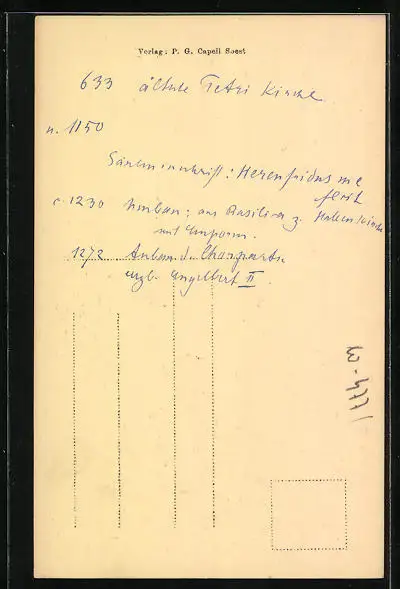 Verlag: P. G. Capell Soest
633 älteste Petri Kirche
n. 1150
Säuleninschrift: Herenfridus me
fecit
c. 1230 Umbau; aus Basilika z. Hallenkirche
mit Emporen.
1272 Anbau d. Chorpartie
Erzb. Engelbert II.